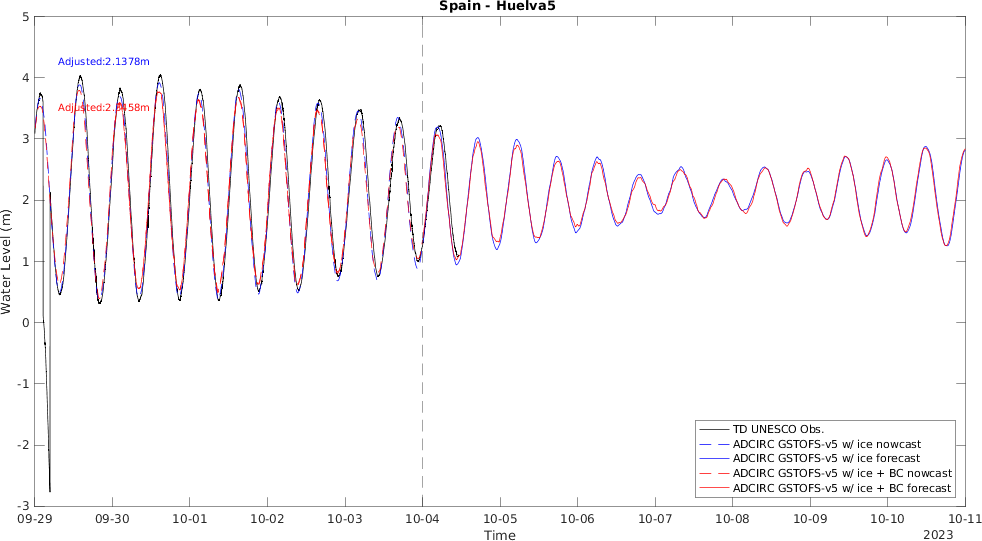 Spain - Huelva5
Adjusted:2.1378m
Water Level (m)
5
4
3
2
1
0
-1
-2
-3
TD UNESCO Obs.
ADCIRC GSTOFS-v5 w/ ice nowcast
ADCIRC GSTOFS-v5 w/ ice forecast
ADCIRC GSTOFS-v5 w/ ice + BC nowcast
ADCIRC GSTOFS-v5 w/ ice + BC forecast
09-29 09-30 10-01 10-02 10-03 10-04 10-05 10-06 10-07 10-08 10-09 10-10 10-11
Time
2023